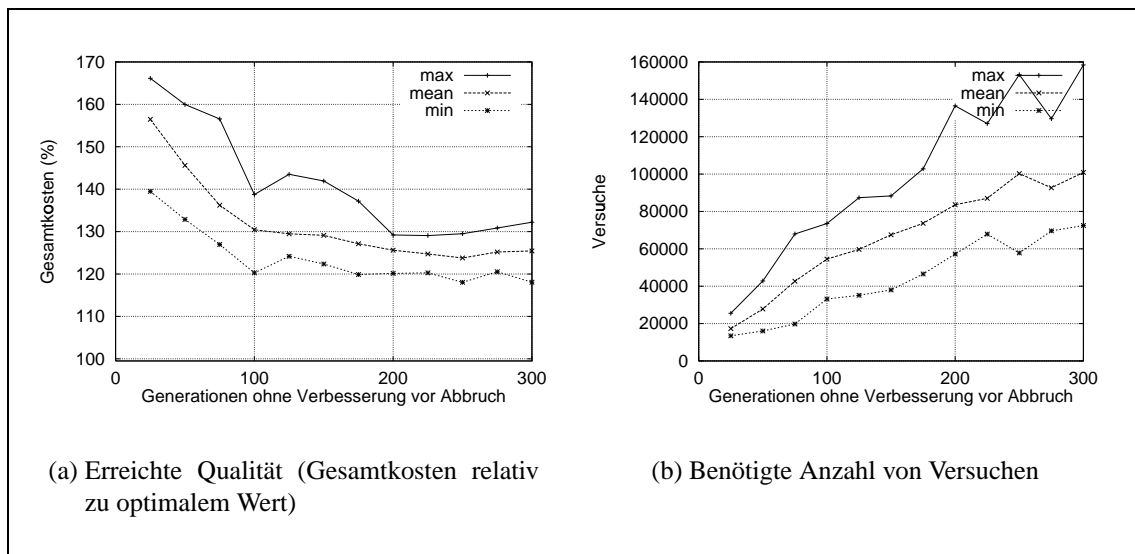 170
160
150
140
130
120
110
100
0
100
200
300
Gesamtkosten (%)
Generationen ohne Verbesserung vor Abbruch
max
mean
min
160000
140000
120000
100000
80000
60000
40000
20000
0
0
100
200
300
Versuche
Generationen ohne Verbesserung vor Abbruch
max
mean
min
(a) Erreichte Qualität (Gesamtkosten relativ
zu optimalem Wert)
(b) Benötigte Anzahl von Versuchen